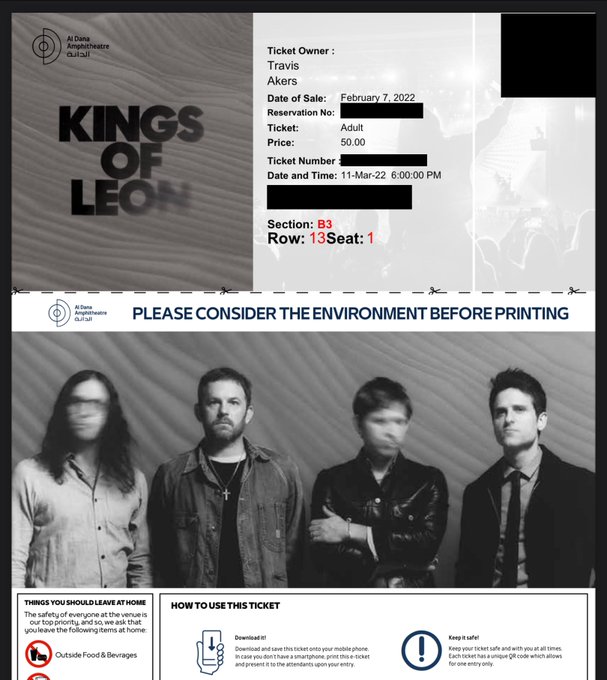 Al Dana
Amphitheatre
الدانة
KINGS
OF
LEON
Ticket Owner :
Travis
Akers
Date of Sale: February 7, 2022
Reservation No:
Ticket: Adult
Price: 50.00
Ticket Number :
Date and Time: 11-Mar-22 6:00:00 PM
Section: B3
Row: 13Seat: 1
Al Dana
Amphitheatre
الدانة
PLEASE CONSIDER THE ENVIRONMENT BEFORE PRINTING
THINGS YOU SHOULD LEAVE AT HOME
The safety of everyone at the venue is
our top priority, and so, we ask that
you leave the following items at home:
Outside Food & Bevrages
HOW TO USE THIS TICKET
Download it!
Download and save this ticket onto your mobile phone.
In case you don't have a smartphone, print this e-ticket
and present it to the attendants upon your entry.
Keep it safe!
Keep your ticket safe and with you at all times.
Each ticket has a unique QR code which allows
for one entry only.